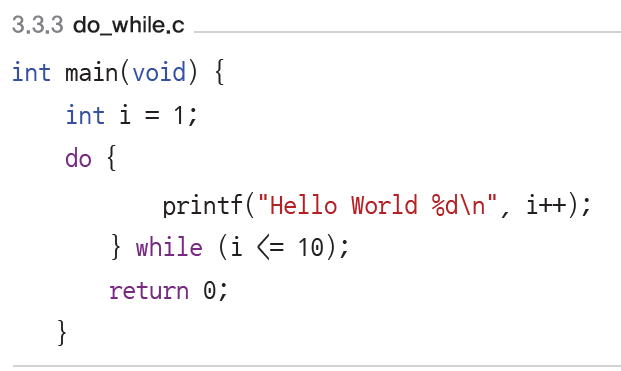 3.3.3 do_while.c
int main(void) {
int i = 1;
do {
printf("Hello World %d\n", i++);
} while (i <= 10);
return 0;
}